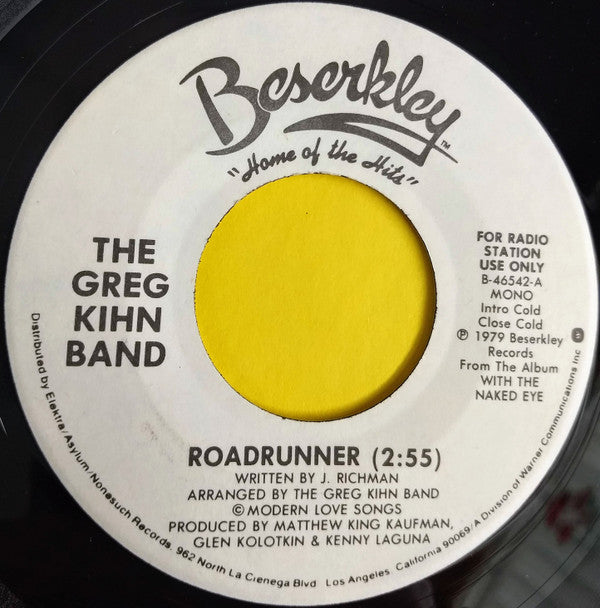 Beserkley™
"Home of the Hits"
THE
GREG
KIHN
BAND
FOR RADIO
STATION
USE ONLY
B-46542-A
MONO
Intro Cold
Close Cold
℗ 1979 Beserkley
Records
From The Album
WITH THE
NAKED EYE
ROADRUNNER (2:55)
WRITTEN BY J. RICHMAN
ARRANGED BY THE GREG KIHN BAND
©MODERN LOVE SONGS
PRODUCED BY MATTHEW KING KAUFMAN,
GLEN KOLOTKIN & KENNY LAGUNA
Distributed by Elektra/Asylum/Nonesuch Records, 962 North La Cienega Blvd Los Angeles, California 90069/A Division of Warner Communications Inc